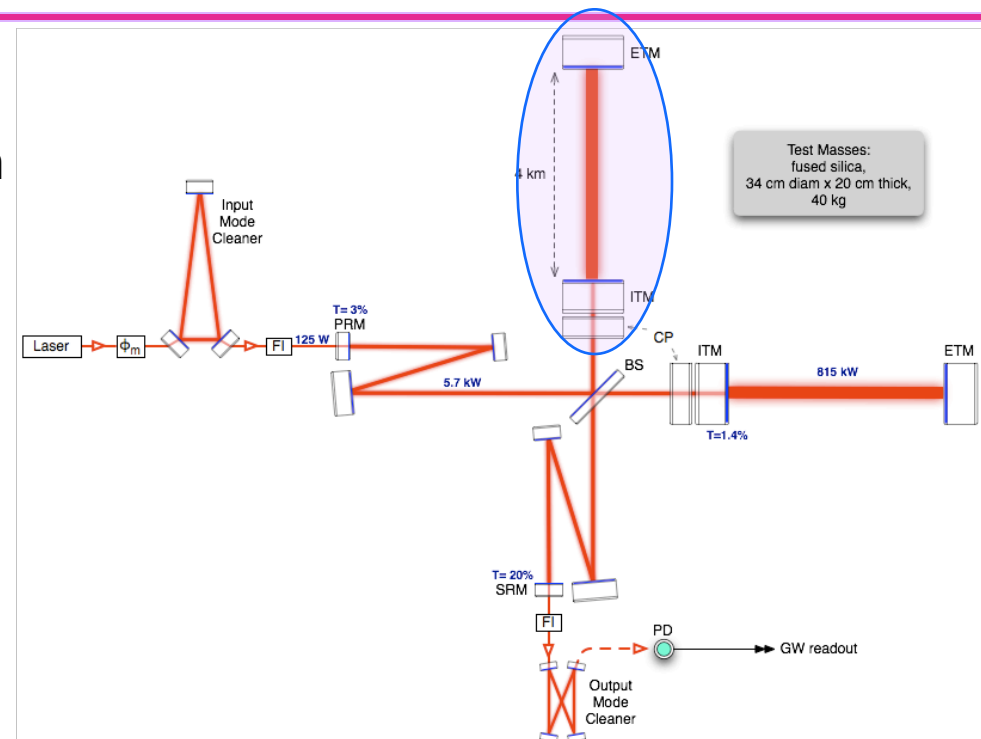 ETM
4 km
Test Masses:
fused silica,
34 cm diam x 20 cm thick,
40 kg
Input
Mode
Cleaner
ITM
T= 3%
PRM
Laser
ϕm
FI
125 W
CP
ITM
ETM
BS
5.7 kW
815 kW
T=1.4%
T= 20%
SRM
FI
PD
GW readout
Output
Mode
Cleaner